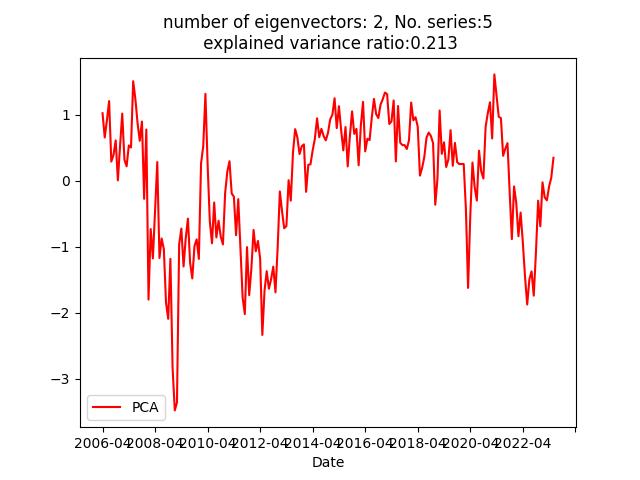 number of eigenvectors: 2, No. series:5
explained variance ratio:0.213
1
0
−1
−2
−3
PCA
2006-04 2008-04 2010-04 2012-04 2014-04 2016-04 2018-04 2020-04 2022-04
Date